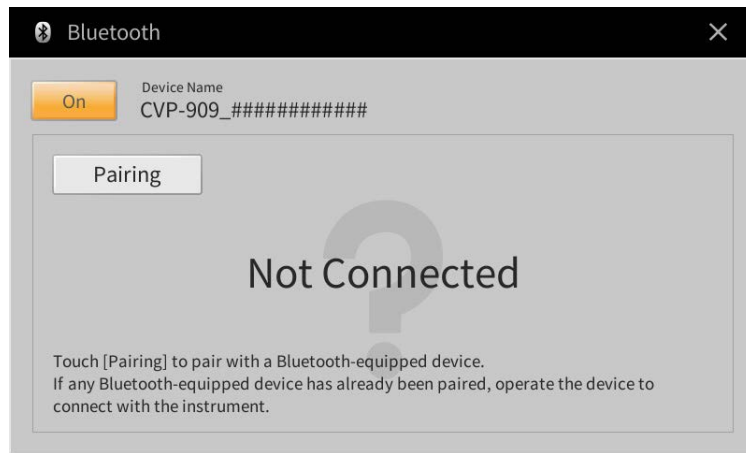 Bluetooth
On
Device Name
CVP-909_############
Pairing
Not Connected
Touch [Pairing] to pair with a Bluetooth-equipped device.
If any Bluetooth-equipped device has already been paired, operate the device to
connect with the instrument.